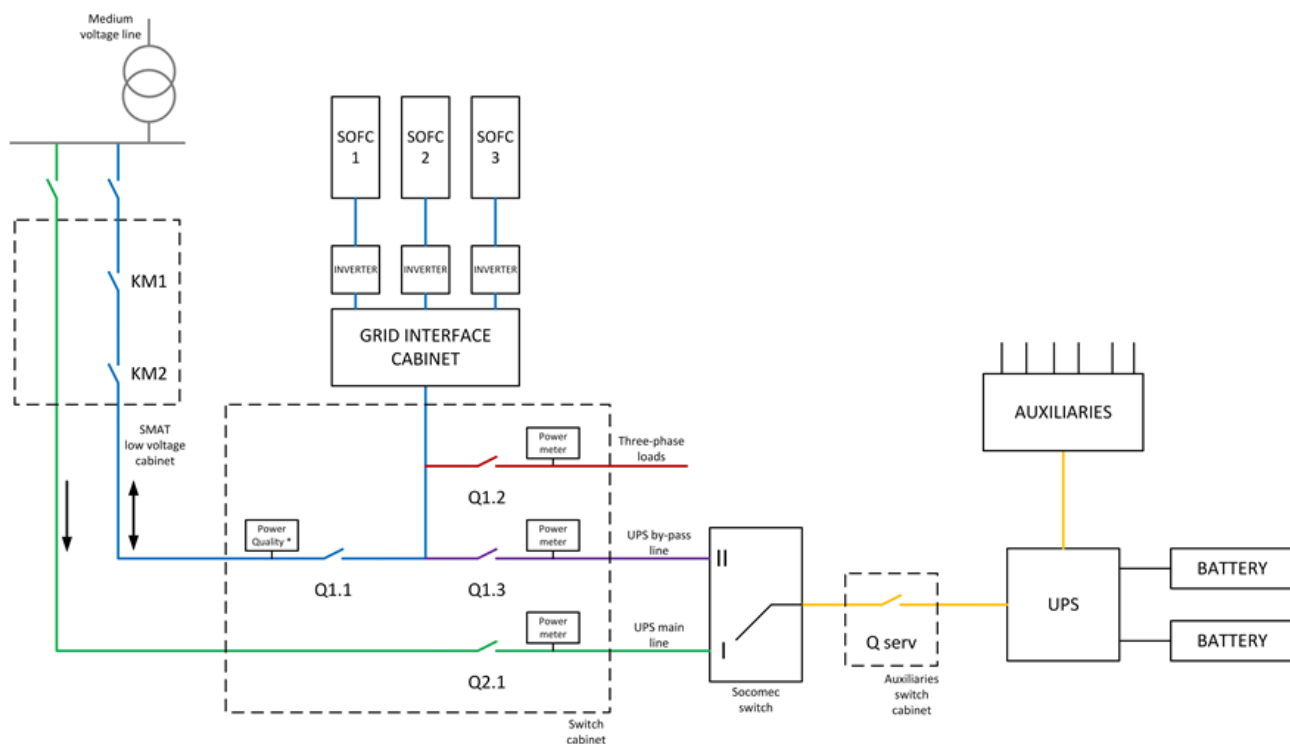 Medium
voltage line
SOFC
1
SOFC
2
SOFC
3
INVERTER
INVERTER
INVERTER
GRID INTERFACE
CABINET
KM1
KM2
SMAT
low voltage
cabinet
Power
meter
Three-phase
loads
Q1.2
AUXILIARIES
Power
Quality *
Q1.1
Power
meter
Q1.3
UPS by-pass
line
II
Power
meter
Q2.1
UPS main
line
I
Socomec
switch
Q serv
Auxiliaries
switch
cabinet
UPS
BATTERY
BATTERY
Switch
cabinet